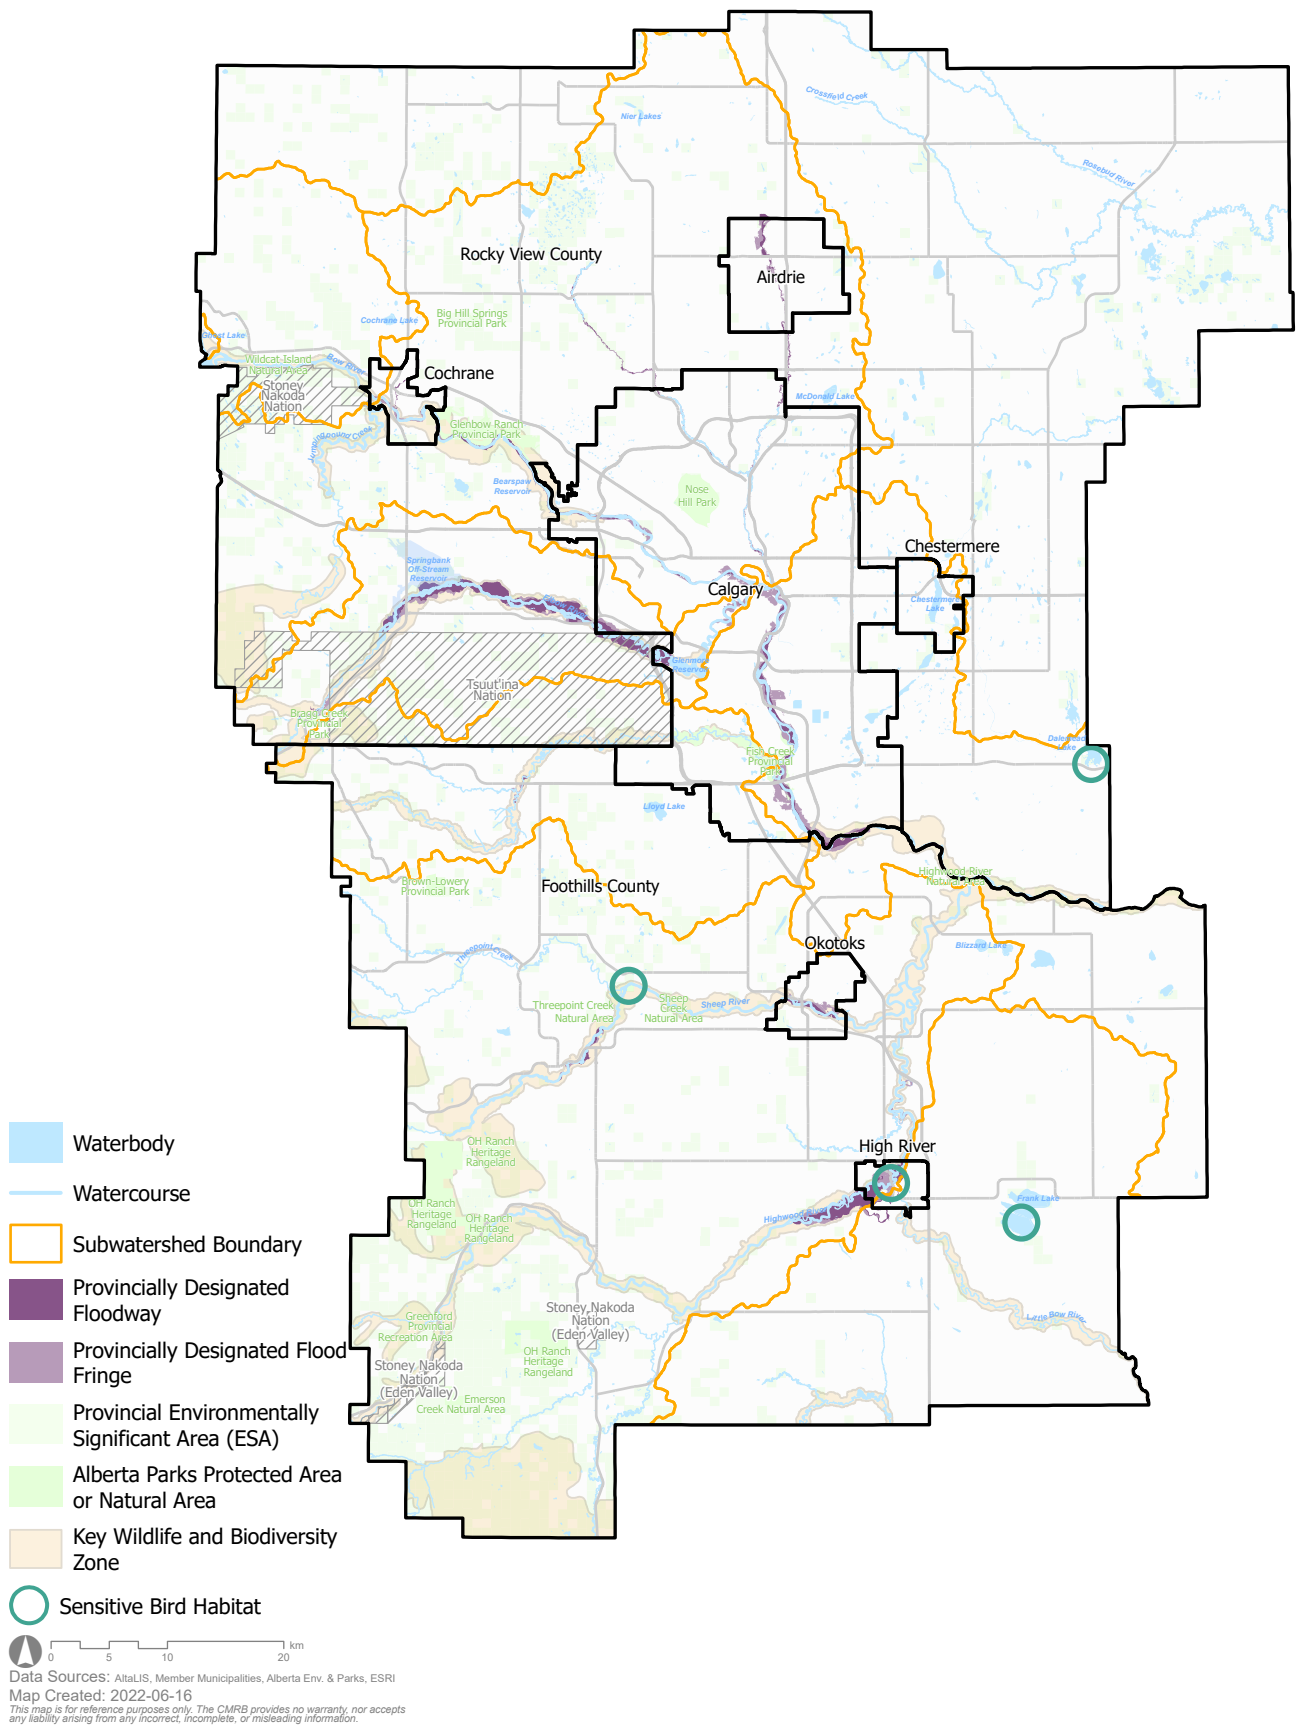 Crossfield Creek
Nier Lakes
Rosebud River
Rocky View County
Airdrie
Big Hill Springs
Provincial Park
Cochrane Lake
Ghost Lake
Wildcat Island
Natural Area
Bow River
Cochrane
Stoney
Nakoda
Nation
McDonald Lake
Glenbow Ranch
Provincial Park
Jumpingpound Creek
Bearspaw
Reservoir
Nose
Hill Park
Chestermere
Springbank
Off-Stream
Reservoir
Calgary
Chestermere
Lake
Glenmore
Reservoir
Tsuut'ina
Nation
Bragg Creek
Provincial
Park
Dalemead
Lake
Fish Creek
Provincial
Park
Lloyd Lake
Highwood River
Natural Area
Brown-Lowery
Provincial Park
Foothills County
Okotoks
Blizzard Lake
Threepoint Creek
Threepoint Creek
Natural Area
Sheep
Creek
Natural Area
Sheep River
High River
OH Ranch
Heritage
Rangeland
OH Ranch
Heritage
Rangeland
OH Ranch
Heritage
Rangeland
Highwood River
Frank Lake
Stoney Nakoda
Nation
(Eden Valley)
Greenford
Provincial
Recreation Area
Little Bow River
OH Ranch
Heritage
Rangeland
Stoney Nakoda
Nation
(Eden Valley)
Emerson
Creek Natural Area
Waterbody
Watercourse
Subwatershed Boundary
Provincially Designated
Floodway
Provincially Designated Flood
Fringe
Provincial Environmentally
Significant Area (ESA)
Alberta Parks Protected Area
or Natural Area
Key Wildlife and Biodiversity
Zone
Sensitive Bird Habitat
0 5 10 20 km
Data Sources: AltaLIS, Member Municipalities, Alberta Env. & Parks, ESRI
Map Created: 2022-06-16
This map is for reference purposes only. The CMRB provides no warranty, nor accepts
any liability arising from any incorrect, incomplete, or misleading information.